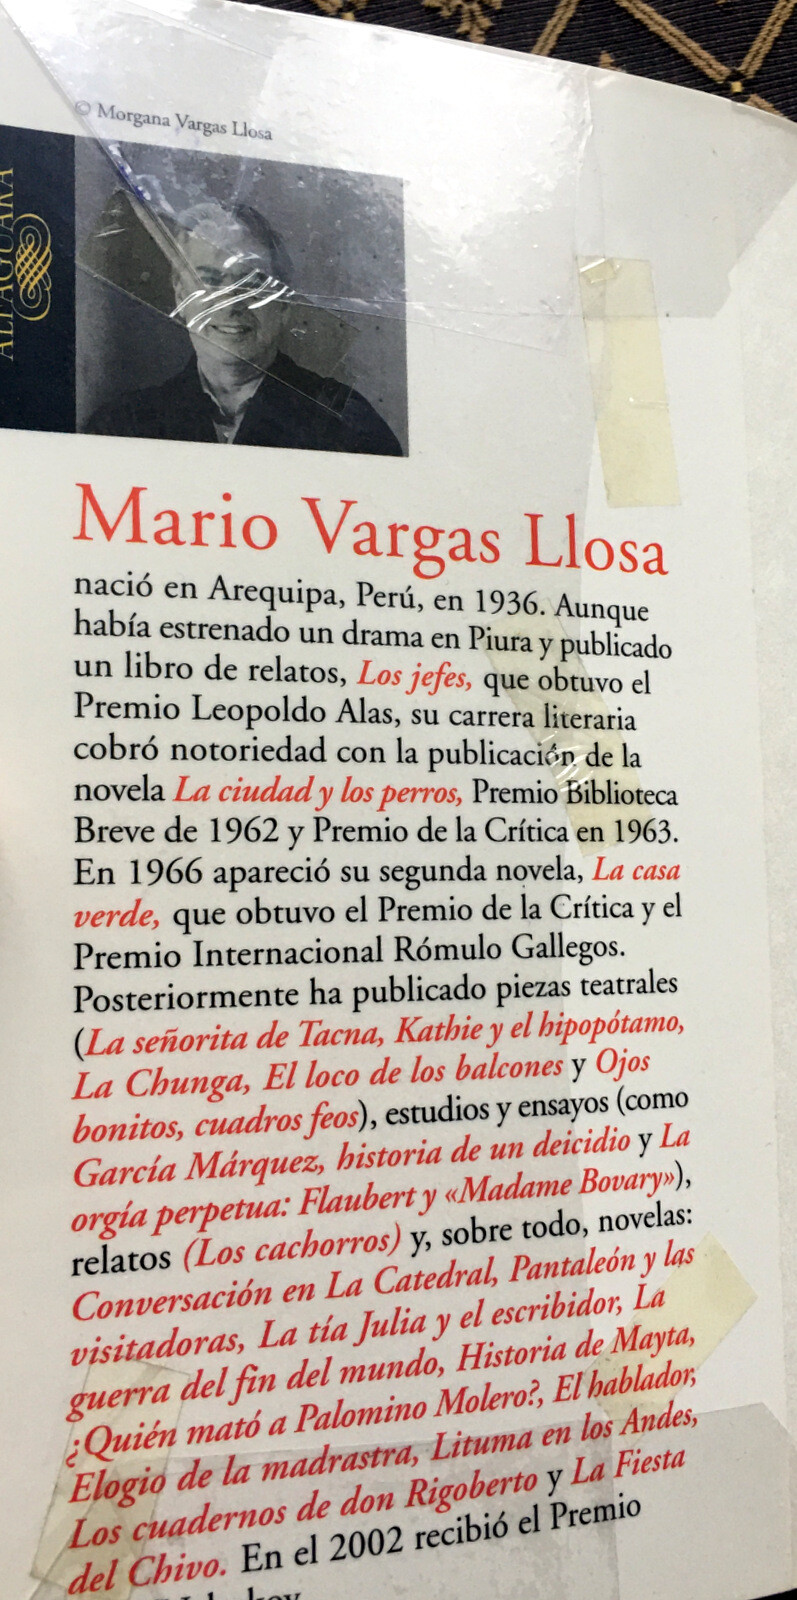 © Morgana Vargas Llosa
ALFAGUARA
Mario Vargas Llosa
nació en Arequipa, Perú, en 1936. Aunque
había estrenado un drama en Piura y publicado
un libro de relatos, Los jefes, que obtuvo el
Premio Leopoldo Alas, su carrera literaria
cobró notoriedad con la publicación de la
novela La ciudad y los perros, Premio Biblioteca
Breve de 1962 y Premio de la Crítica en 1963.
En 1966 apareció su segunda novela, La casa
verde, que obtuvo el Premio de la Crítica y el
Premio Internacional Rómulo Gallegos.
Posteriormente ha publicado piezas teatrales
(La señorita de Tacna, Kathie y el hipopótamo,
La Chunga, El loco de los balcones y Ojos
bonitos, cuadros feos), estudios y ensayos (como
García Márquez, historia de un deicidio y La
orgía perpetua: Flaubert y «Madame Bovary»),
relatos (Los cachorros) y, sobre todo, novelas:
Conversación en La Catedral, Pantaleón y las
visitadoras, La tía Julia y el escribidor, La
guerra del fin del mundo, Historia de Mayta,
¿Quién mató a Palomino Molero?, El hablador,
Elogio de la madrastra, Lituma en los Andes,
Los cuadernos de don Rigoberto y La Fiesta
del Chivo. En el 2002 recibió el Premio